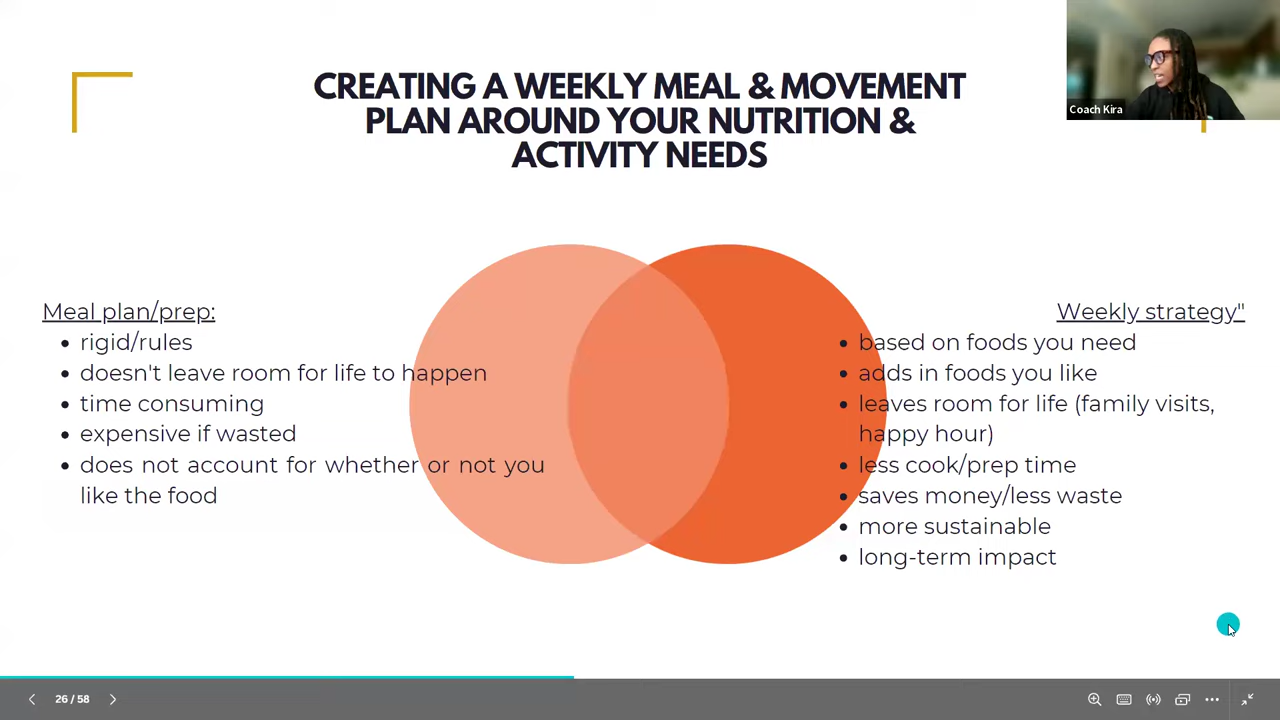 CREATING A WEEKLY MEAL & MOVEMENT
PLAN AROUND YOUR NUTRITION &
ACTIVITY NEEDS
Coach Kira
Meal plan/prep:
• rigid/rules
• doesn't leave room for life to happen
• time consuming
• expensive if wasted
• does not account for whether or not you
like the food
Weekly strategy"
• based on foods you need
• adds in foods you like
• leaves room for life (family visits,
happy hour)
• less cook/prep time
• saves money/less waste
• more sustainable
• long-term impact
26 / 58